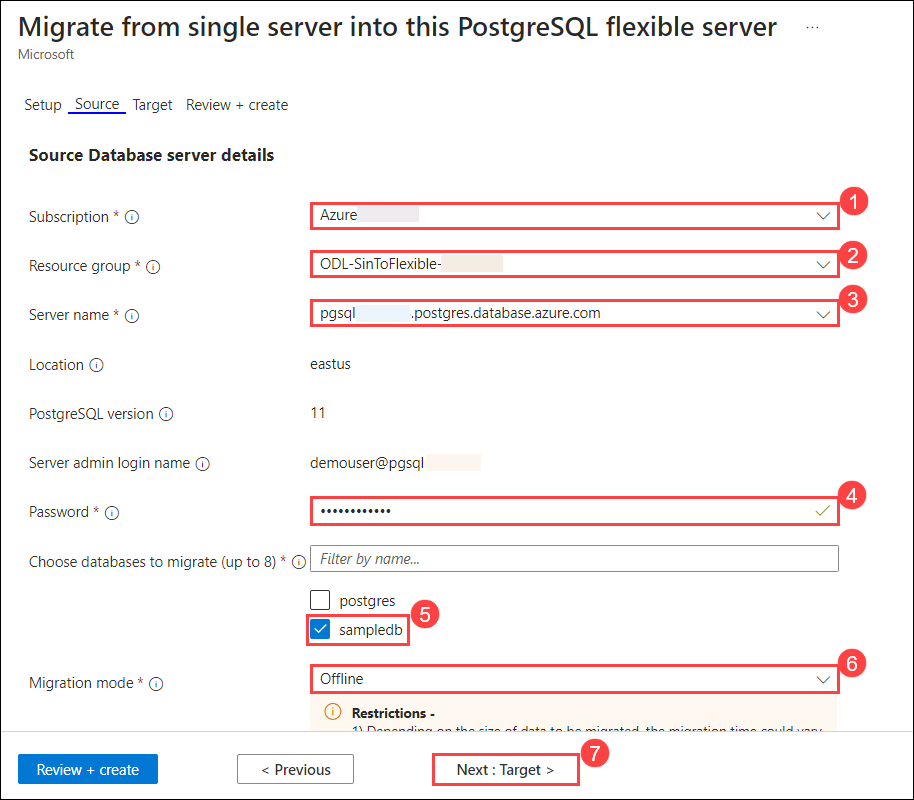 Migrate from single server into this PostgreSQL flexible server ...
Microsoft
Setup Source Target Review + create
Source Database server details
Subscription * Azure 1
Resource group * ODL-SinToFlexible- 2
Server name * pgsql .postgres.database.azure.com 3
Location eastus
PostgreSQL version 11
Server admin login name demouser@pgsql
Password * •••••••••••• 4
Choose databases to migrate (up to 8) * Filter by name...
postgres
sampledb 5
Migration mode * Offline 6
Restrictions -
1) Depending on the size of data to be migrated, the migration time could vary
Review + create < Previous Next : Target > 7